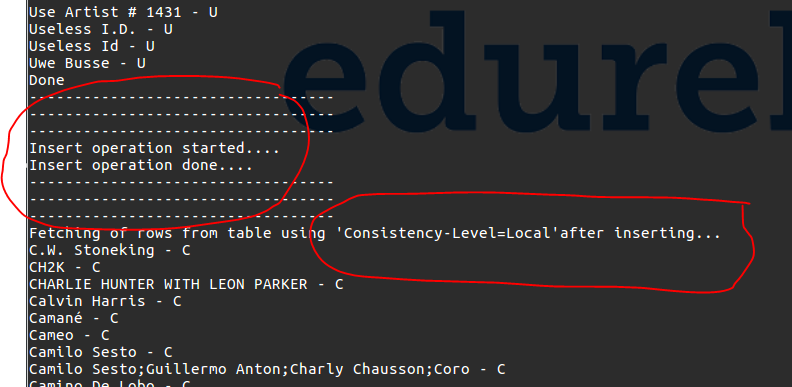 Use Artist # 1431 - U
Useless I.D. - U
Useless Id - U
Uwe Busse - U
Done
-----------------------------------
-----------------------------------
-----------------------------------
Insert operation started....
Insert operation done....
-----------------------------------
-----------------------------------
-----------------------------------
Fetching of rows from table using 'Consistency-Level=Local'after inserting...
C.W. Stoneking - C
CH2K - C
CHARLIE HUNTER WITH LEON PARKER - C
Calvin Harris - C
Camané - C
Cameo - C
Camilo Sesto - C
Camilo Sesto;Guillermo Anton;Charly Chausson;Coro - C
Camino De Lobo - C
edurel